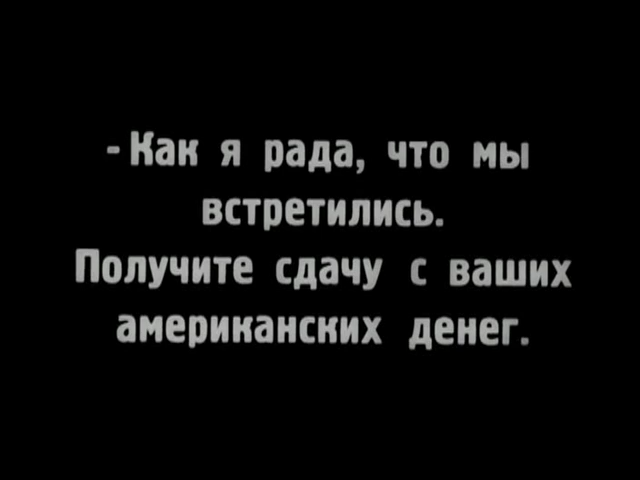 - Как я рада, что мы
встретились.
Получите сдачу с ваших
американских денег.